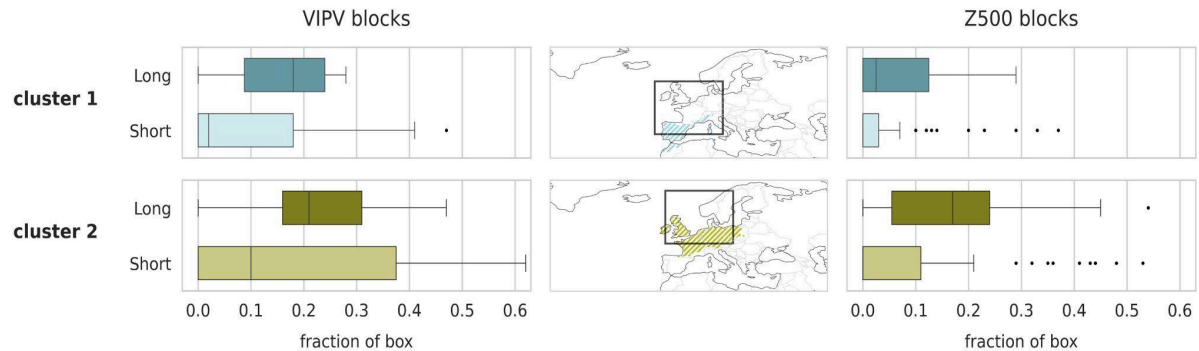 VIPV blocks
Z500 blocks
cluster 1
Long
Short
cluster 2
Long
Short
0.0 0.1 0.2 0.3 0.4 0.5 0.6
0.0 0.1 0.2 0.3 0.4 0.5 0.6
fraction of box
fraction of box